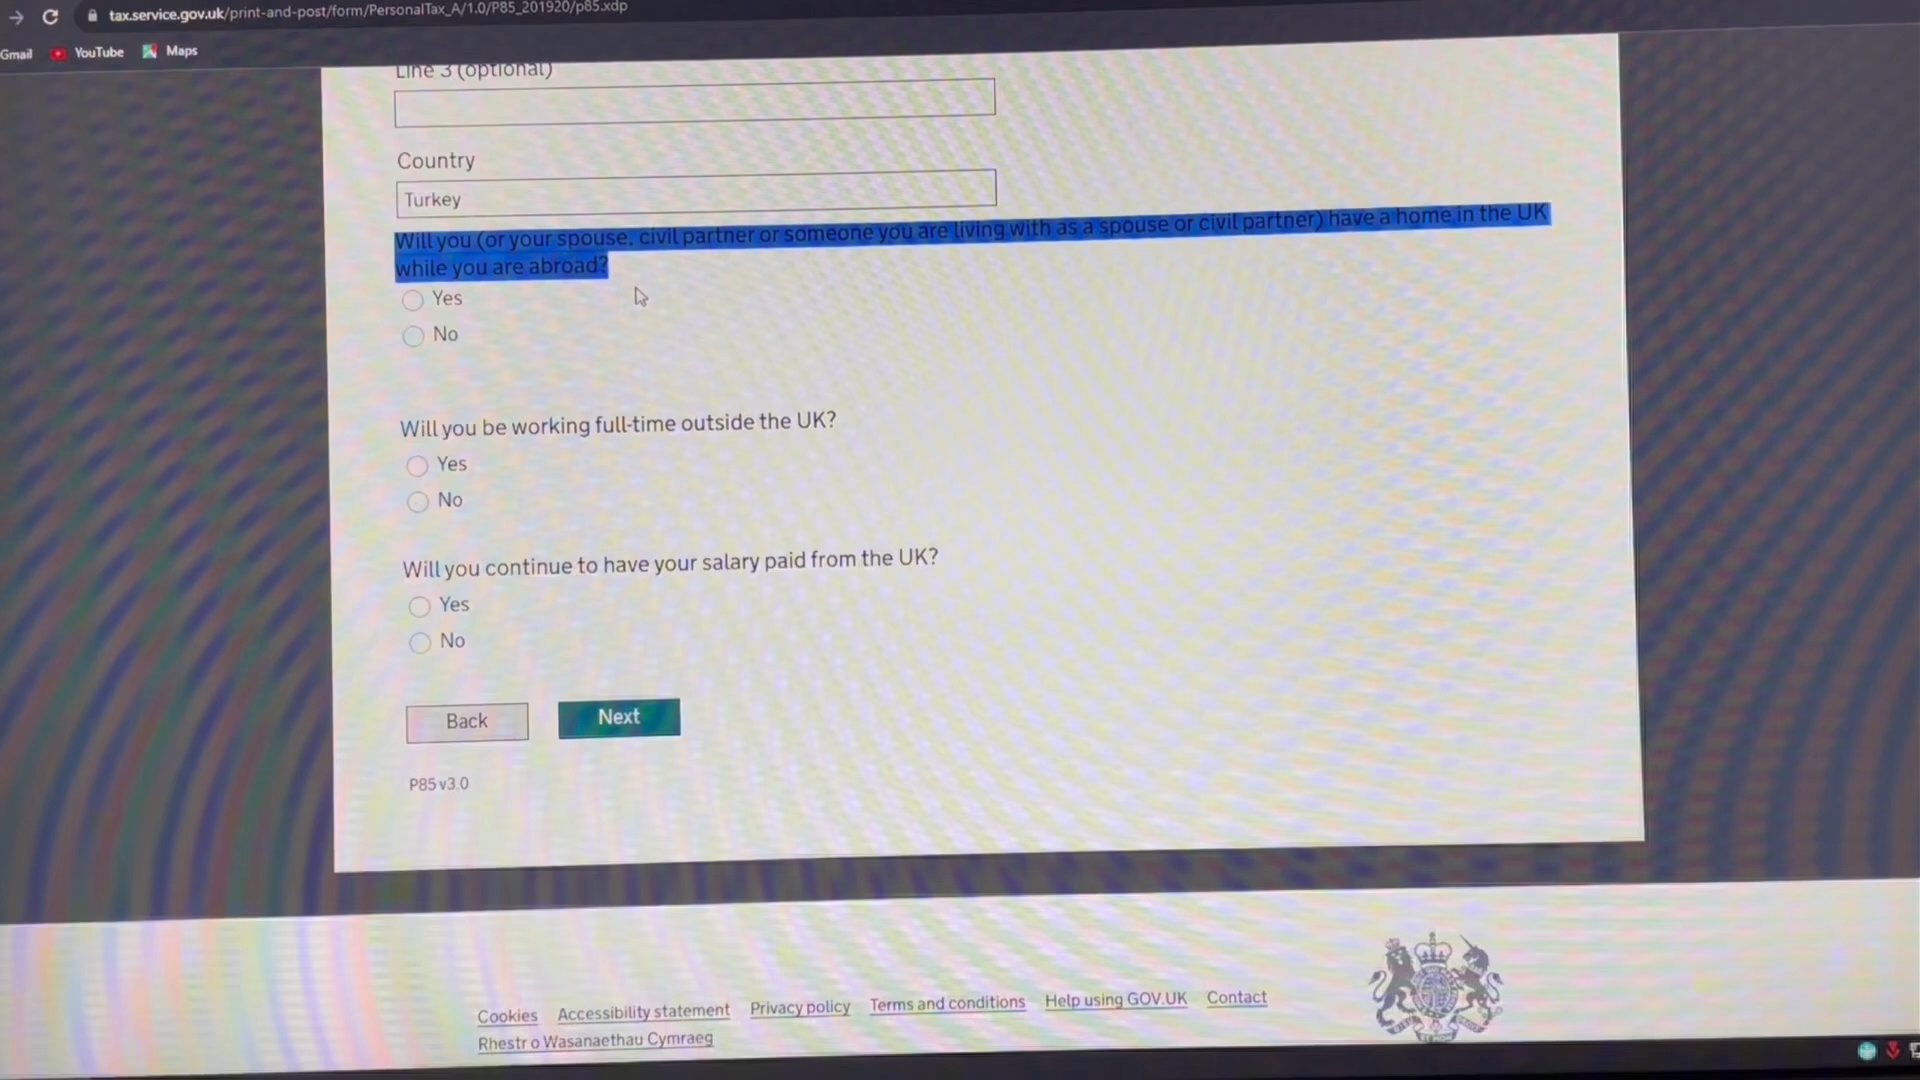 tax.service.gov.uk/print-and-post/form/PersonalTax_A/1.0/P85_201920/p85.xdp
Gmail YouTube Maps
Line 3 (optional)
Country
Turkey
Will you (or your spouse, civil partner or someone you are living with as a spouse or civil partner) have a home in the UK
while you are abroad?
Yes
No
Will you be working full-time outside the UK?
Yes
No
Will you continue to have your salary paid from the UK?
Yes
No
Back Next
P85 v3.0
Cookies Accessibility statement Privacy policy Terms and conditions Help using GOV.UK Contact
Rhestr o Wasanaethau Cymraeg